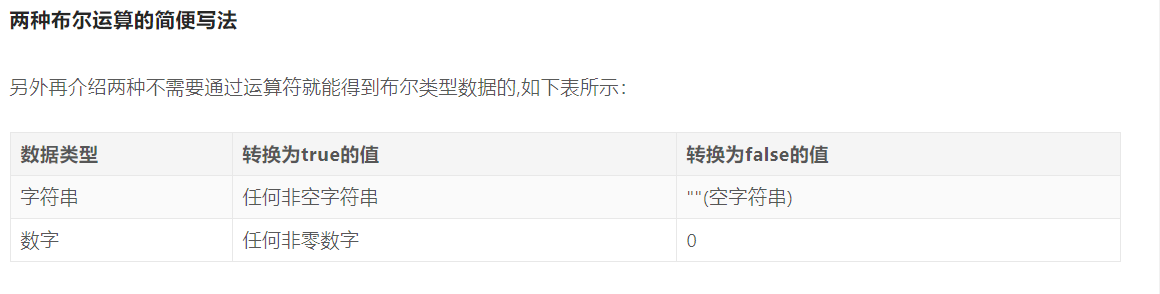 两种布尔运算的简便写法
另外再介绍两种不需要通过运算符就能得到布尔类型数据的,如下表所示：
数据类型 转换为true的值 转换为false的值
字符串 任何非空字符串 ""(空字符串)
数字 任何非零数字 0